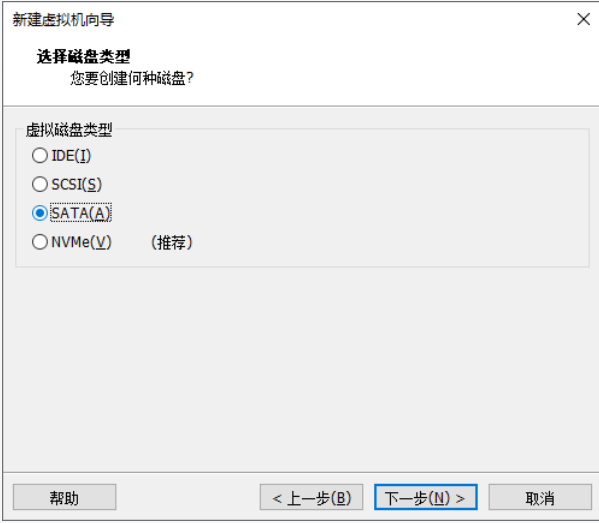 新建虚拟机向导
选择磁盘类型
您要创建何种磁盘?
虚拟磁盘类型
IDE(I)
SCSI(S)
SATA(A)
NVMe(V) (推荐)
帮助 < 上一步(B) 下一步(N) > 取消